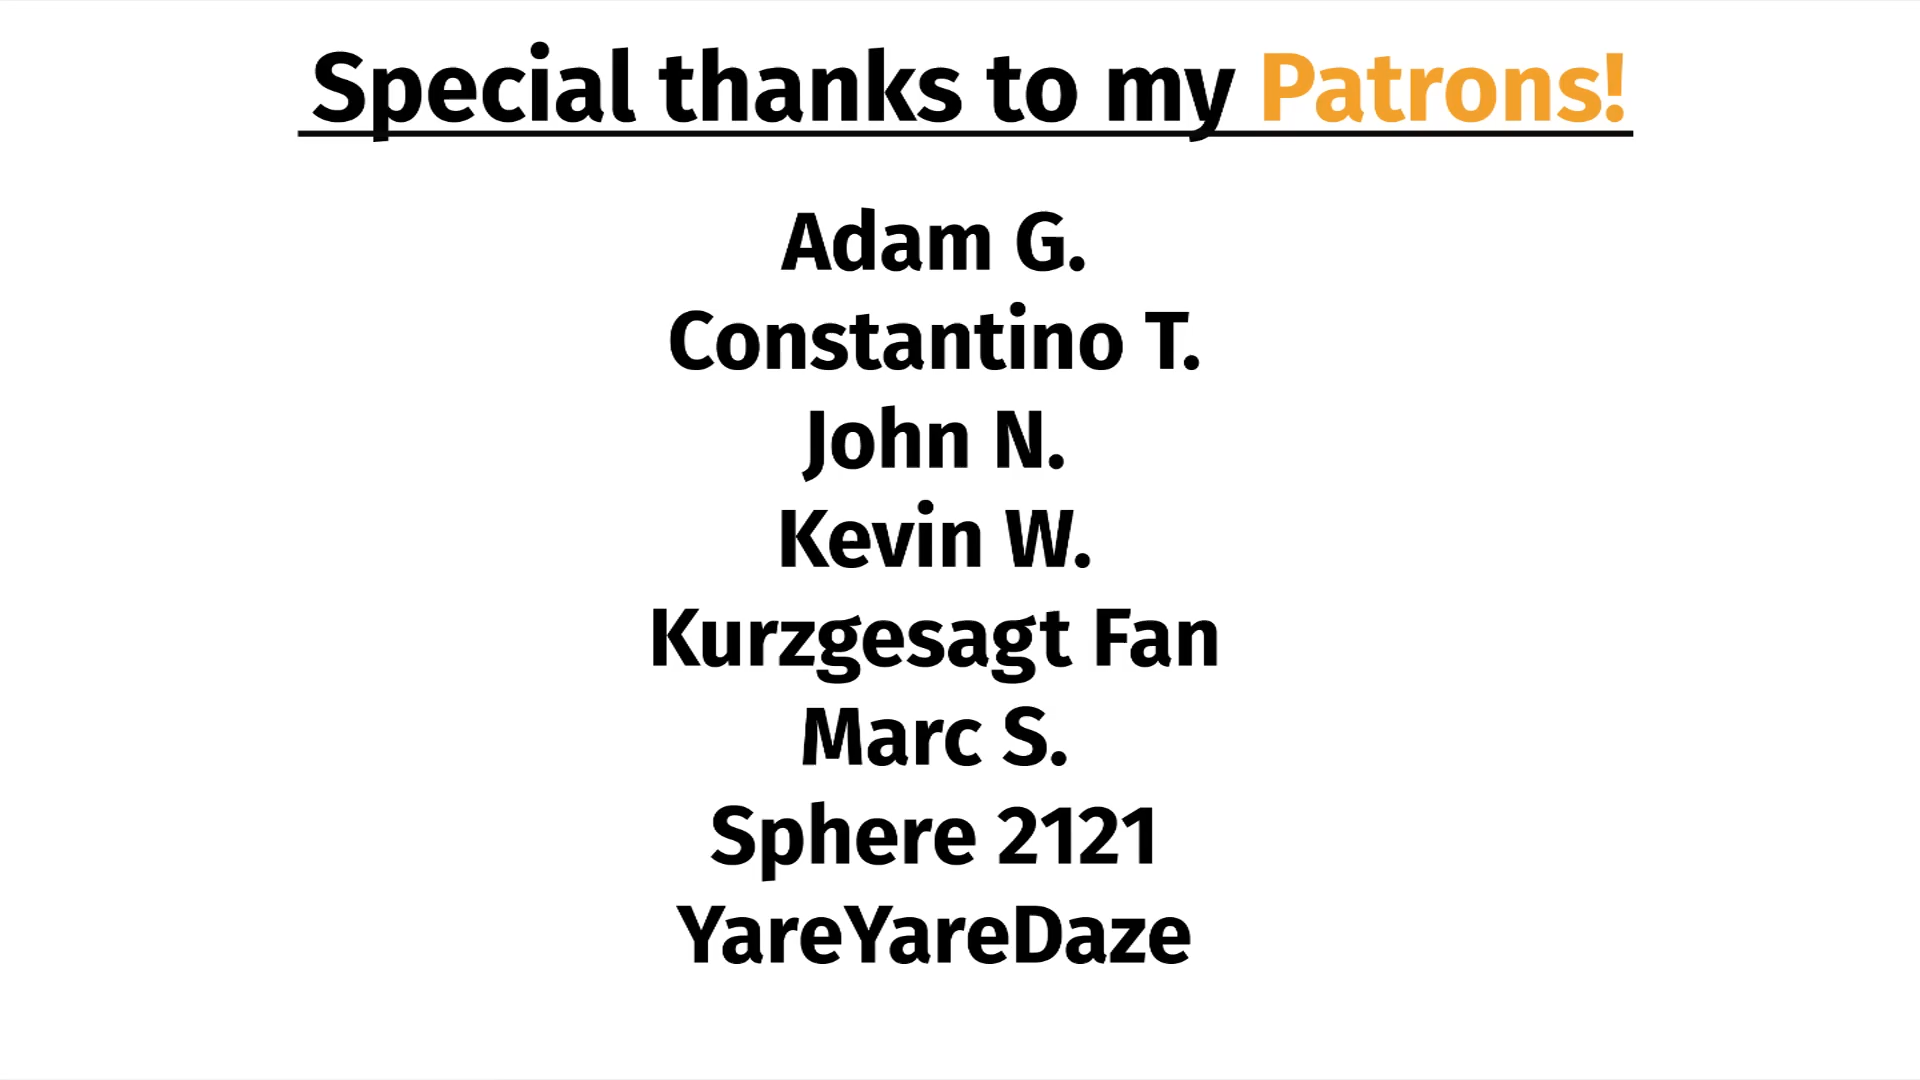 Special thanks to my Patrons!
Adam G.
Constantino T.
John N.
Kevin W.
Kurzgesagt Fan
Marc S.
Sphere 2121
YareYareDaze